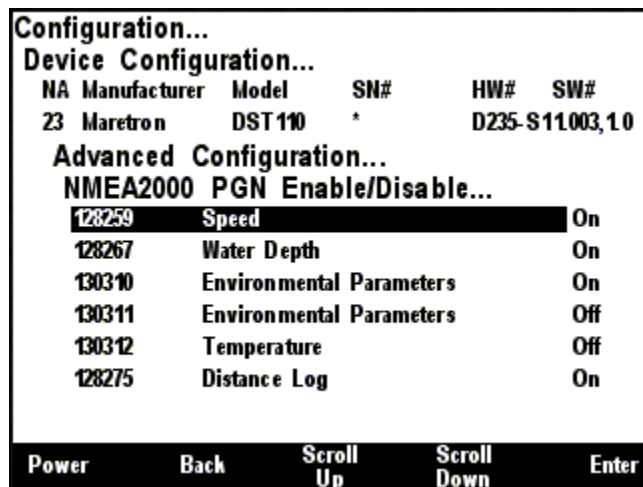 Configuration...
Device Configuration...
NA Manufacturer Model SN# HW# SW#
23 Maretron DST110 * D235-S11.003,1.0
Advanced Configuration...
NMEA2000 PGN Enable/Disable...
128259 Speed On
128267 Water Depth On
130310 Environmental Parameters On
130311 Environmental Parameters Off
130312 Temperature Off
128275 Distance Log On
Power Back Scroll Up Scroll Down Enter